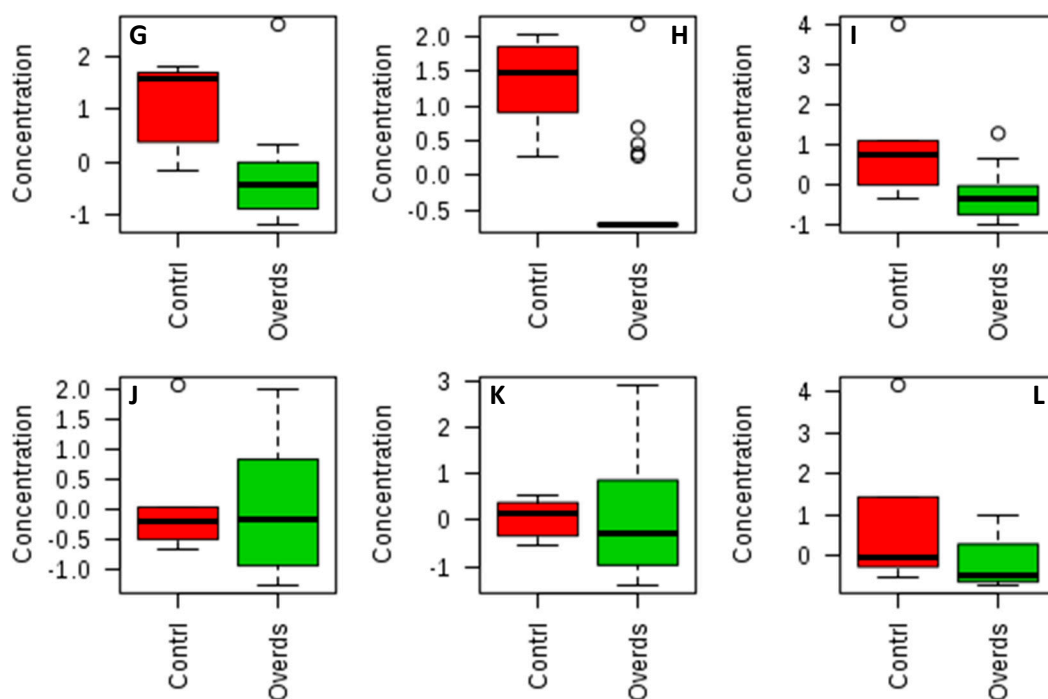 G
Concentration
2
1
0
-1
Contrl
Overds
H
Concentration
2.0
1.5
1.0
0.5
0.0
-0.5
Contrl
Overds
I
Concentration
4
3
2
1
0
-1
Contrl
Overds
J
Concentration
2.0
1.5
1.0
0.5
0.0
-0.5
-1.0
Contrl
Overds
K
Concentration
3
2
1
0
-1
Contrl
Overds
L
Concentration
4
3
2
1
0
Contrl
Overds